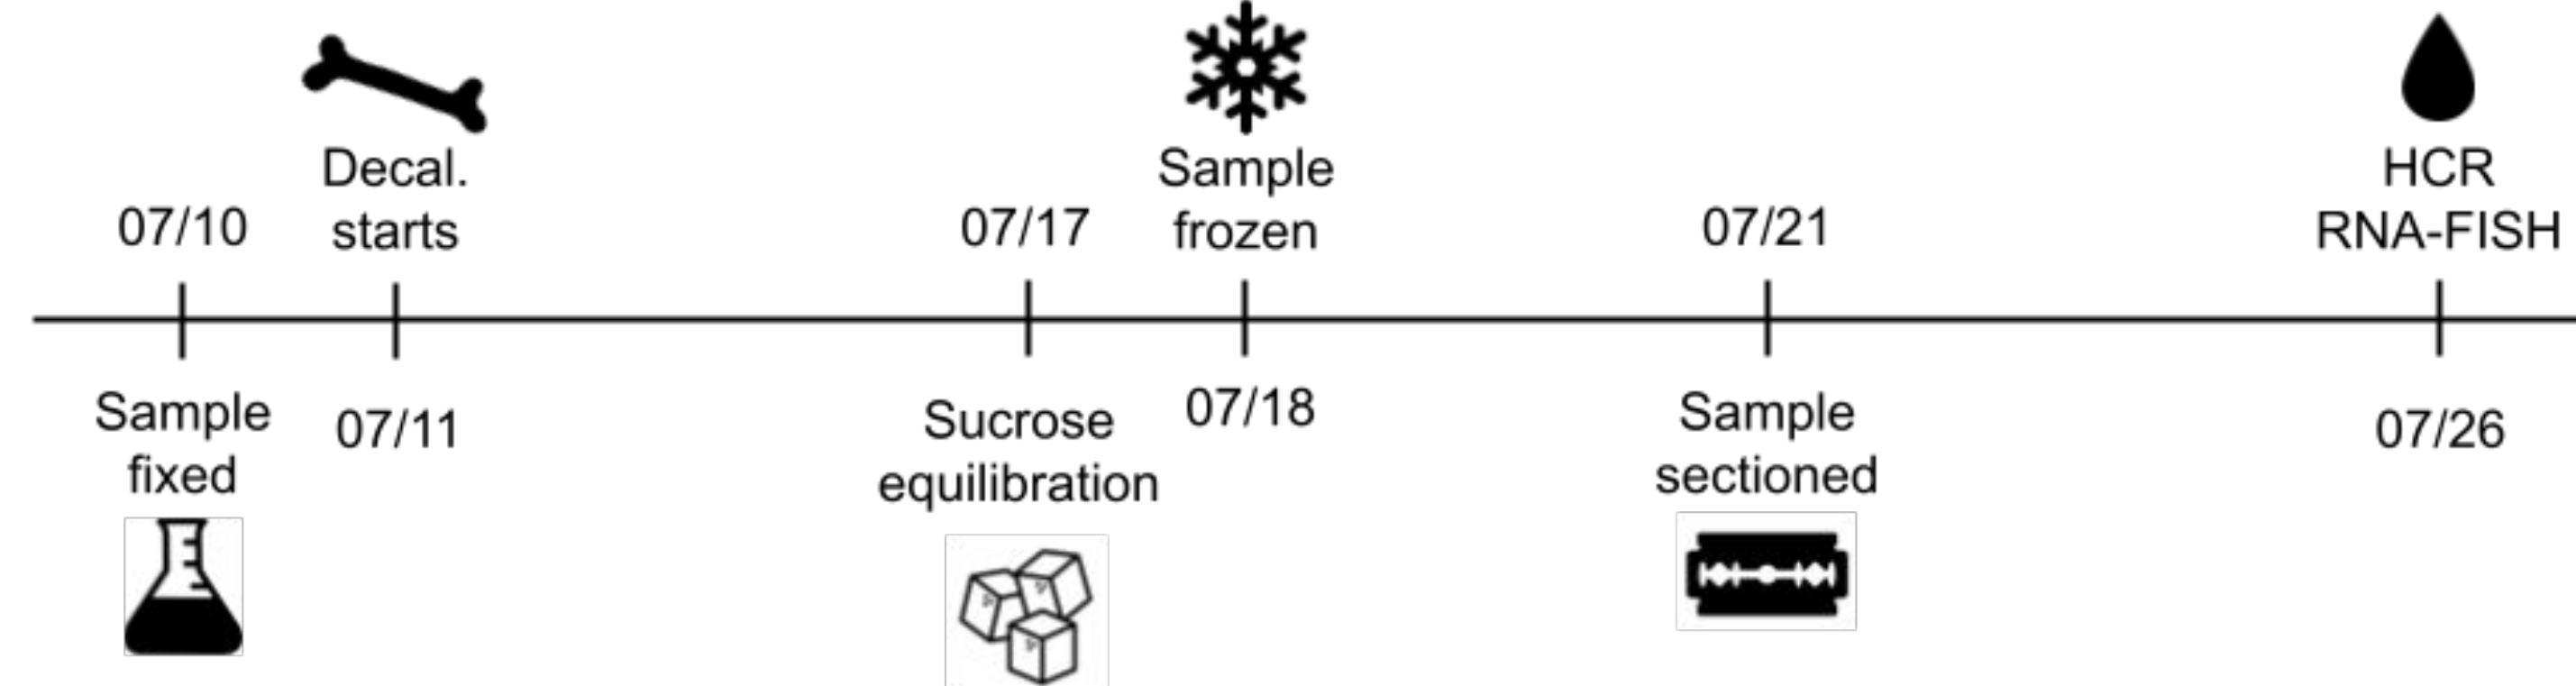 07/10
Sample
fixed
Decal.
starts
07/11
07/17
Sucrose
equilibration
Sample
frozen
07/18
07/21
Sample
sectioned
HCR
RNA-FISH
07/26